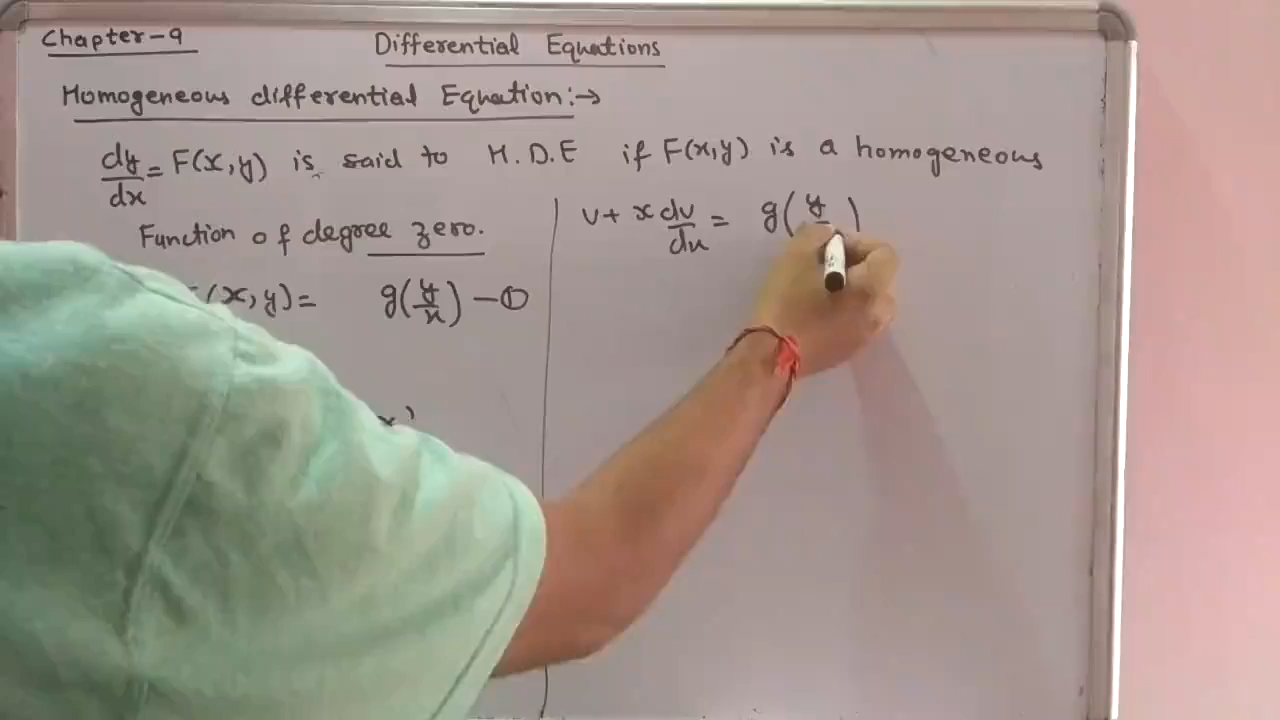 Chapter-9
Differential Equations
Homogeneous differential Equation:→
dy/dx = F(x,y) is said to H.D.E if F(x,y) is a homogeneous
Function of degree zero.
(x,y) = g(y/x) — ①
x)
v + x dv/dx = g(y